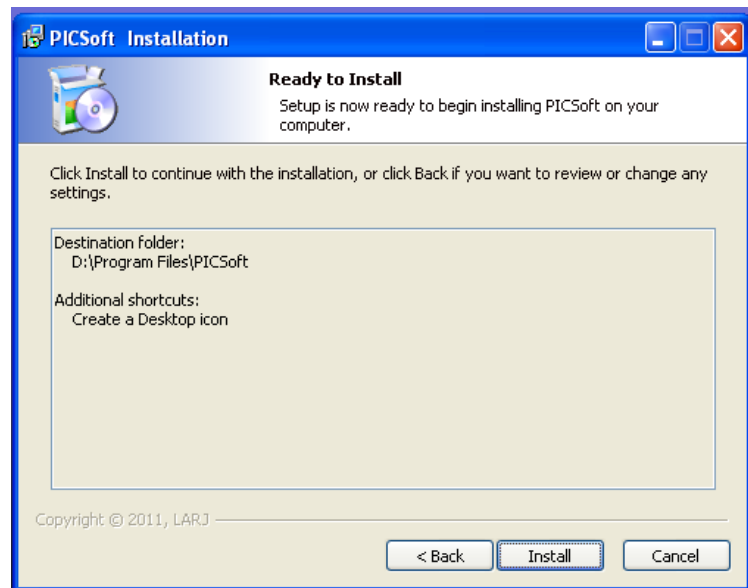 PICSoft Installation
Ready to Install
Setup is now ready to begin installing PICSoft on your
computer.
Click Install to continue with the installation, or click Back if you want to review or change any
settings.
Destination folder:
D:\Program Files\PICSoft
Additional shortcuts:
Create a Desktop icon
Copyright © 2011, LARJ
< Back Install Cancel